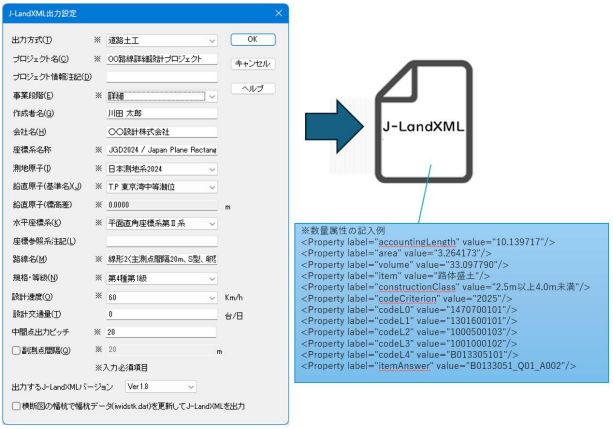 J-LandXML出力設定
出力方式(T) ※ 道路土工
OK
プロジェクト名(C) ※ 〇〇路線詳細設計プロジェクト
キャンセル
プロジェクト情報注記(D)
ヘルプ
事業段階(E) ※ 詳細
作成者名(G) 川田 太郎
会社名(H) 〇〇設計株式会社
座標系名称 ※ JGD2024 / Japan Plane Rectang
測地原子(I) ※ 日本測地系2024
鉛直原子(基準名)(J) ※ T.P 東京湾中等潮位
鉛直原子(標高差) ※ 0.0000 m
水平座標系(K) ※ 平面直角座標系第Ⅱ系
座標参照系注記(L)
路線名(M) ※ 線形2(主測点間隔20m、S型、
規格・等級(N) ※ 第4種第1級
設計速度(O) ※ 60 Km/h
設計交通量(T) 0 台/日
中間点出力ピッチ ※ 20
副測点間隔(Q) ※ 20 m
※入力必須項目
出力するJ-LandXMLバージョン Ver1.8
横断図の幅杭で幅杭データ(iwidstk.dat)を更新してJ-LandXMLを出力
J-LandXML
※数量属性の記入例
<Property label="accountingLength" value="10.139717"/>
<Property label="area" value="3.264173"/>
<Property label="volume" value="33.097790"/>
<Property label="item" value="路体盛土"/>
<Property label="constructionClass" value="2.5m以上4.0m未満"/>
<Property label="codeCriterion" value="2025"/>
<Property label="codeL0" value="1470700101"/>
<Property label="codeL1" value="1301600101"/>
<Property label="codeL2" value="1000500103"/>
<Property label="codeL3" value="1001000102"/>
<Property label="codeL4" value="B013305101"/>
<Property label="itemAnswer" value="B0133051_Q01_A002"/>